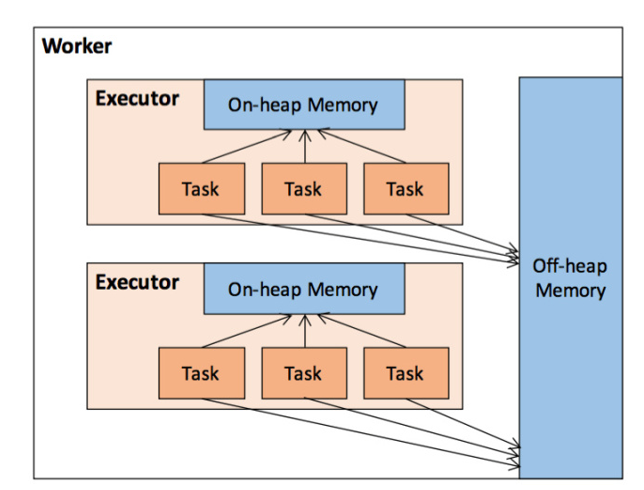 Worker
Executor
On-heap Memory
Task
Task
Task
Executor
On-heap Memory
Task
Task
Task
Off-heap
Memory